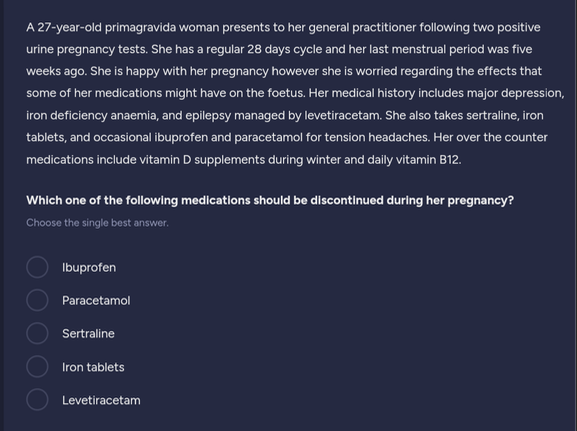 A 27-year-old primagravida woman presents to her general practitioner following two positive
urine pregnancy tests. She has a regular 28 days cycle and her last menstrual period was five
weeks ago. She is happy with her pregnancy however she is worried regarding the effects that
some of her medications might have on the foetus. Her medical history includes major depression,
iron deficiency anaemia, and epilepsy managed by levetiracetam. She also takes sertraline, iron
tablets, and occasional ibuprofen and paracetamol for tension headaches. Her over the counter
medications include vitamin D supplements during winter and daily vitamin B12.
Which one of the following medications should be discontinued during her pregnancy?
Choose the single best answer.
Ibuprofen
Paracetamol
Sertraline
Iron tablets
Levetiracetam